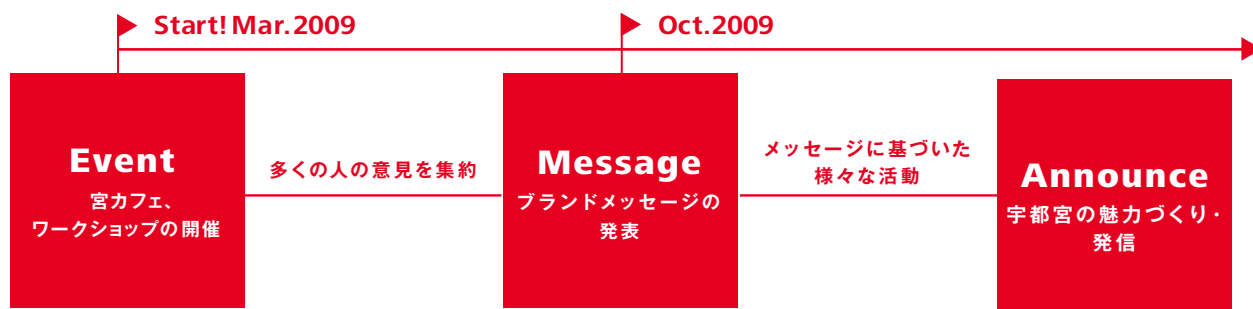 Start! Mar.2009
Oct.2009
Event
宮カフェ、
ワークショップの開催
多くの人の意見を集約
Message
ブランドメッセージの
発表
メッセージに基づいた
様々な活動
Announce
宇都宮の魅力づくり・
発信